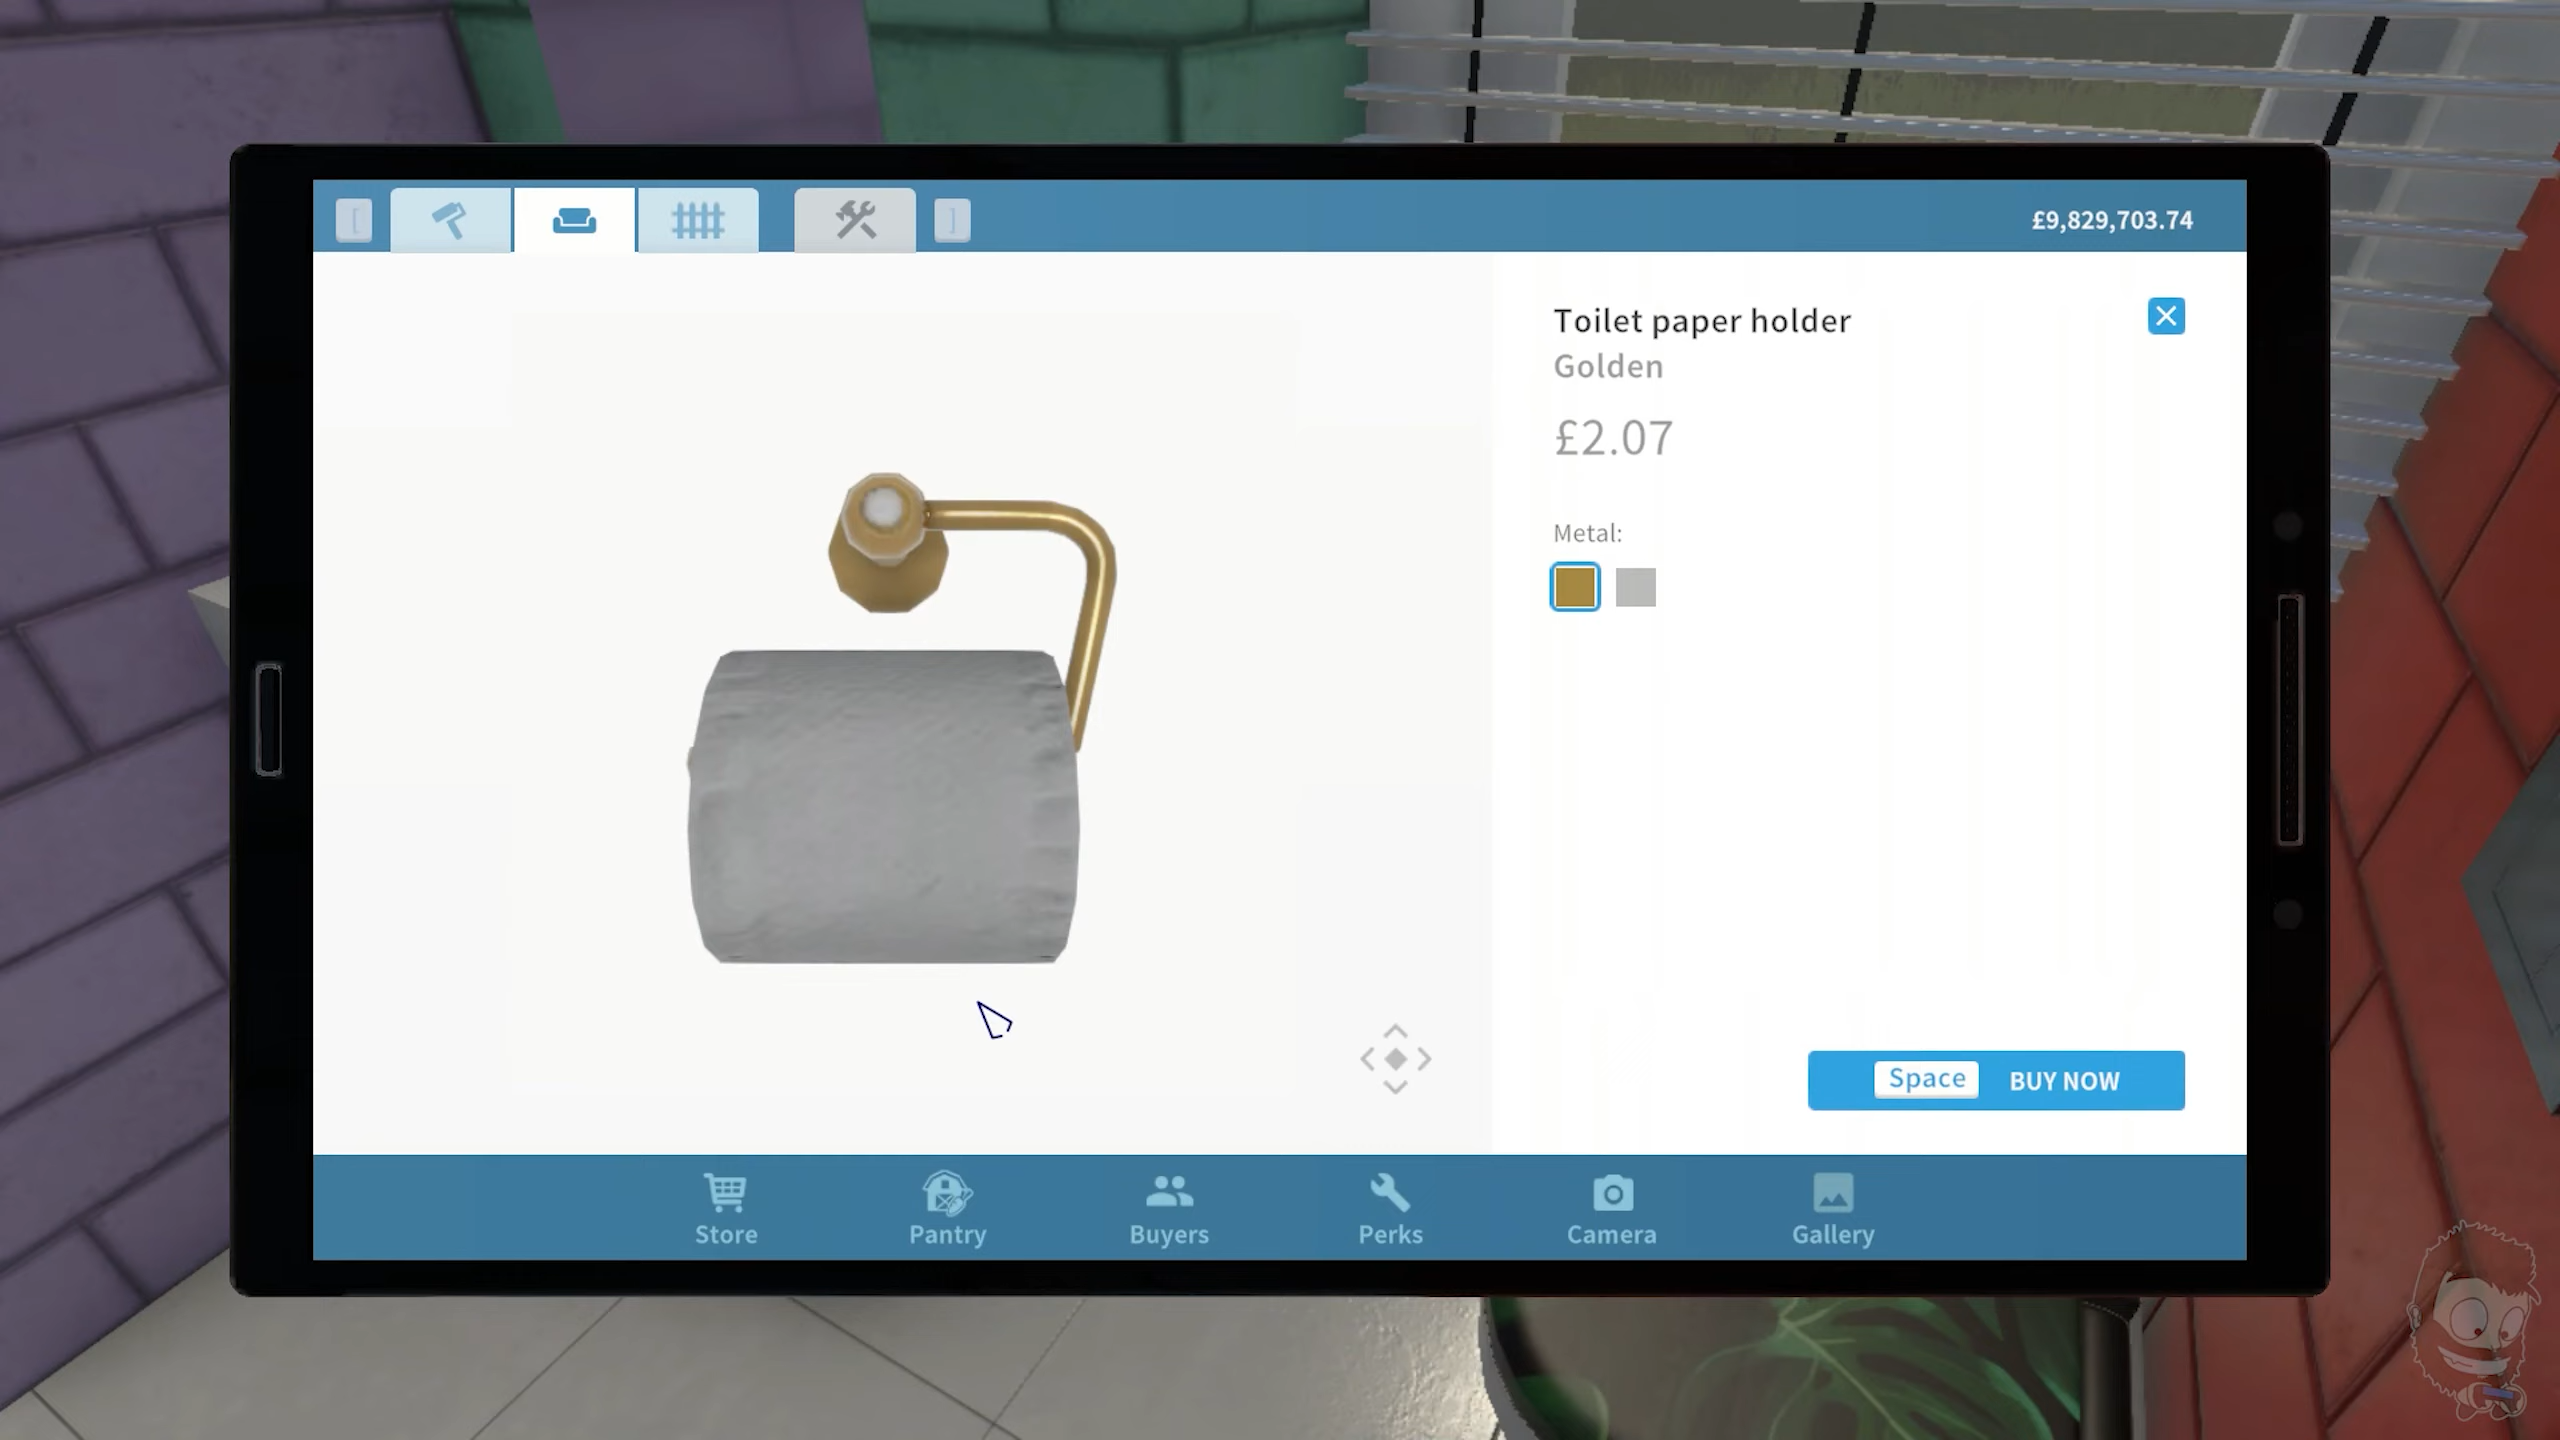 [
]
£9,829,703.74
Toilet paper holder
Golden
£2.07
Metal:
Space BUY NOW
Store
Pantry
Buyers
Perks
Camera
Gallery